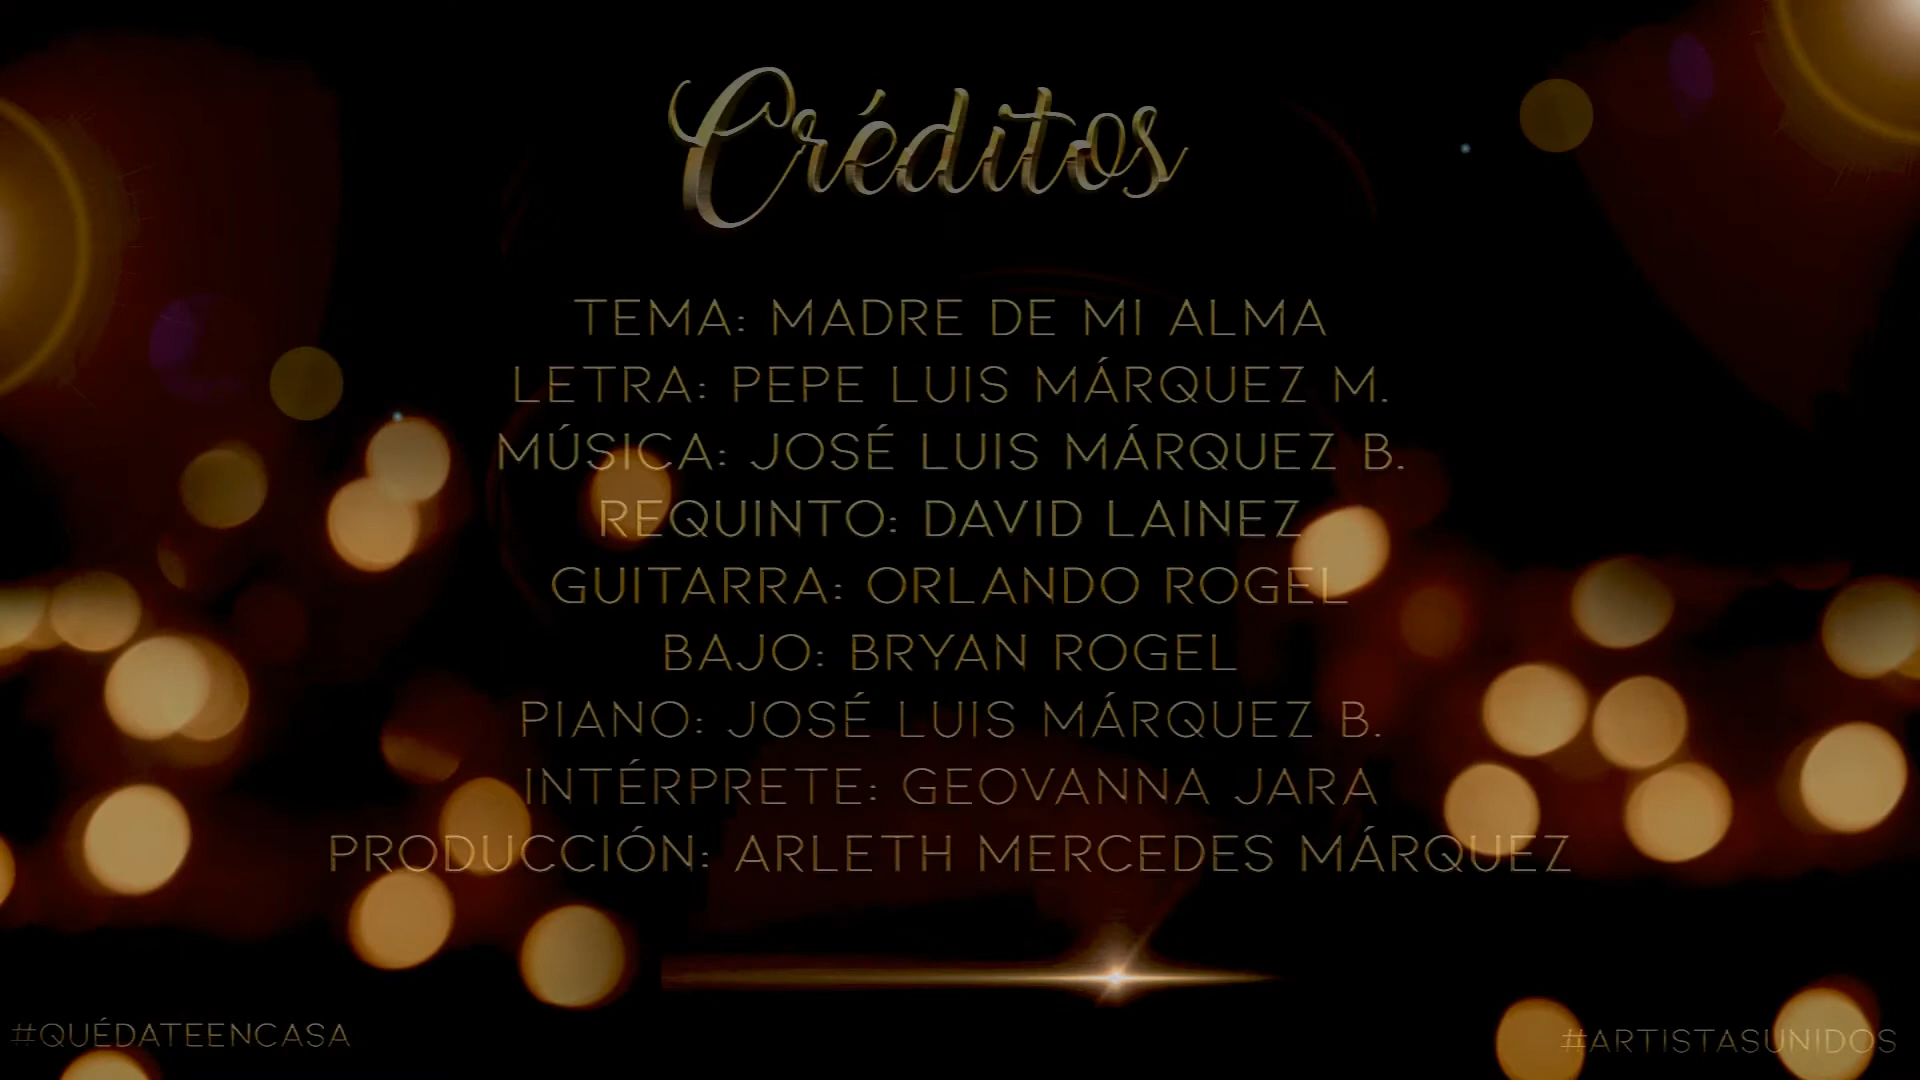 Créditos
TEMA: MADRE DE MI ALMA
LETRA: PEPE LUIS MÁRQUEZ M.
MÚSICA: JOSÉ LUIS MÁRQUEZ B.
REQUINTO: DAVID LAINEZ
GUITARRA: ORLANDO ROGEL
BAJO: BRYAN ROGEL
PIANO: JOSÉ LUIS MÁRQUEZ B.
INTÉRPRETE: GEOVANNA JARA
PRODUCCIÓN: ARLETH MERCEDES MÁRQUEZ
#QUÉDATEENCASA
#ARTISTASUNIDOS